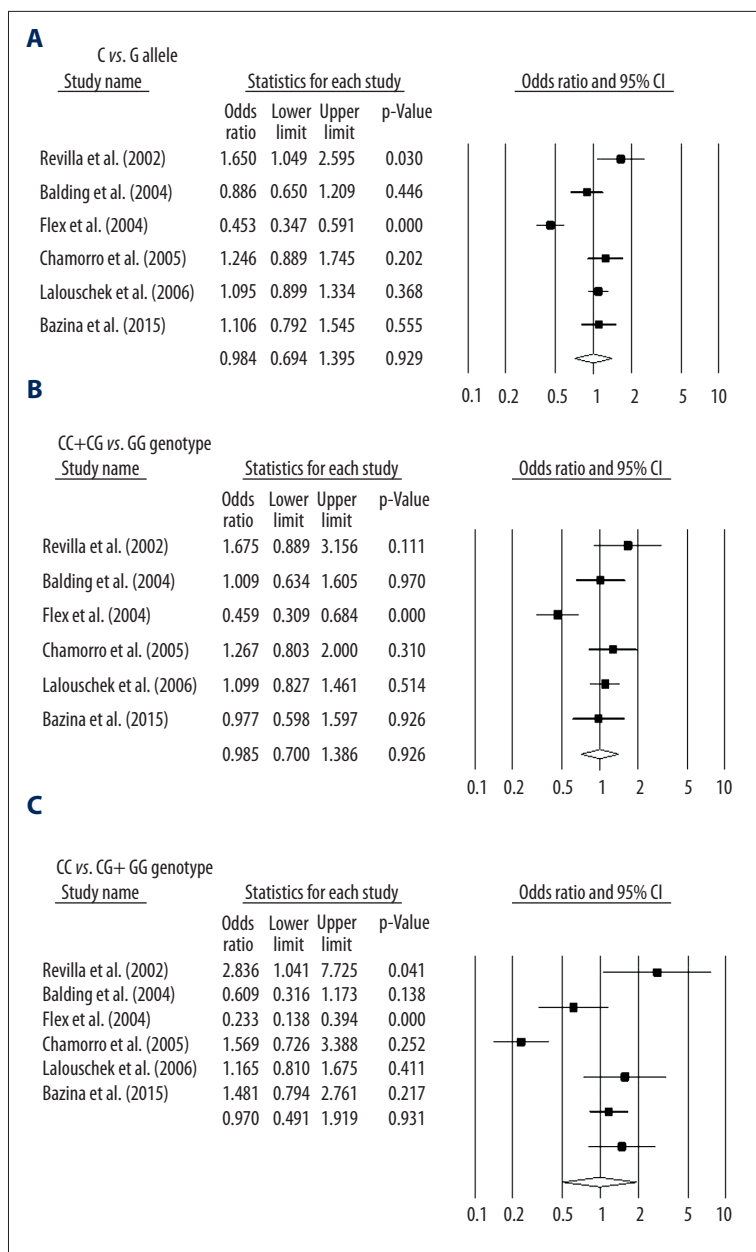 A
C vs. G allele
Study name Statistics for each study Odds ratio and 95% CI
Odds Lower Upper p-Value
ratio limit limit
Revilla et al. (2002) 1.650 1.049 2.595 0.030
Balding et al. (2004) 0.886 0.650 1.209 0.446
Flex et al. (2004) 0.453 0.347 0.591 0.000
Chamorro et al. (2005) 1.246 0.889 1.745 0.202
Lalouschek et al. (2006) 1.095 0.899 1.334 0.368
Bazina et al. (2015) 1.106 0.792 1.545 0.555
0.984 0.694 1.395 0.929
0.1 0.2 0.5 1 2 5 10
B
CC+CG vs. GG genotype
Study name Statistics for each study Odds ratio and 95% CI
Odds Lower Upper p-Value
ratio limit limit
Revilla et al. (2002) 1.675 0.889 3.156 0.111
Balding et al. (2004) 1.009 0.634 1.605 0.970
Flex et al. (2004) 0.459 0.309 0.684 0.000
Chamorro et al. (2005) 1.267 0.803 2.000 0.310
Lalouschek et al. (2006) 1.099 0.827 1.461 0.514
Bazina et al. (2015) 0.977 0.598 1.597 0.926
0.985 0.700 1.386 0.926
0.1 0.2 0.5 1 2 5 10
C
CC vs. CG+ GG genotype
Study name Statistics for each study Odds ratio and 95% CI
Odds Lower Upper p-Value
ratio limit limit
Revilla et al. (2002) 2.836 1.041 7.725 0.041
Balding et al. (2004) 0.609 0.316 1.173 0.138
Flex et al. (2004) 0.233 0.138 0.394 0.000
Chamorro et al. (2005) 1.569 0.726 3.388 0.252
Lalouschek et al. (2006) 1.165 0.810 1.675 0.411
Bazina et al. (2015) 1.481 0.794 2.761 0.217
0.970 0.491 1.919 0.931
0.1 0.2 0.5 1 2 5 10